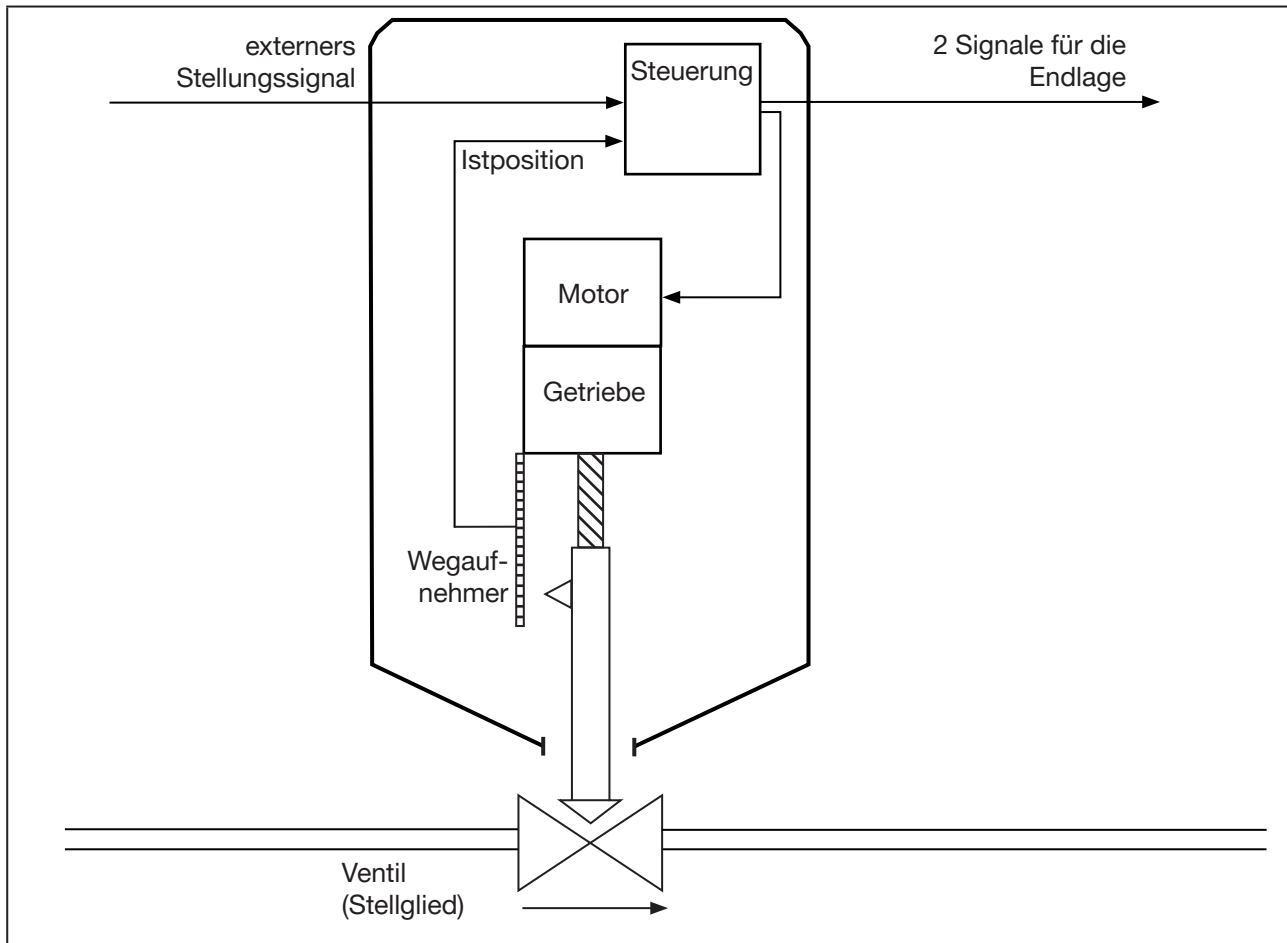 externers
Stellungssignal
2 Signale für die
Endlage
Steuerung
Istposition
Motor
Getriebe
Wegauf-
nehmer
Ventil
(Stellglied)